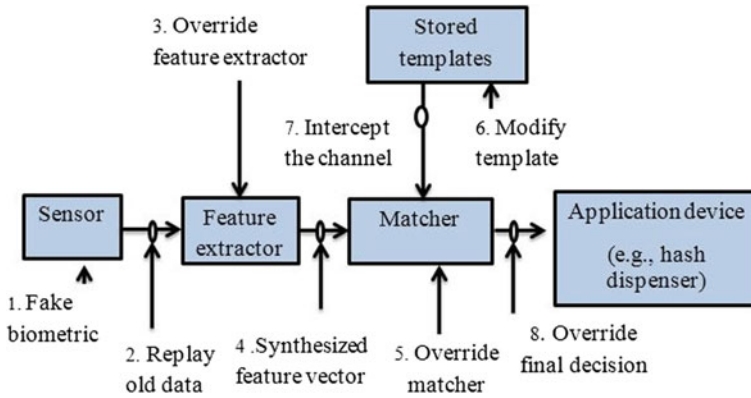 3. Override
feature extractor
Stored
templates
7. Intercept
the channel
6. Modify
template
Sensor
Feature
extractor
Matcher
Application device
(e.g., hash
dispenser)
1. Fake
biometric
2. Replay
old data
4 .Synthesized
feature vector
5. Override
matcher
8. Override
final decision